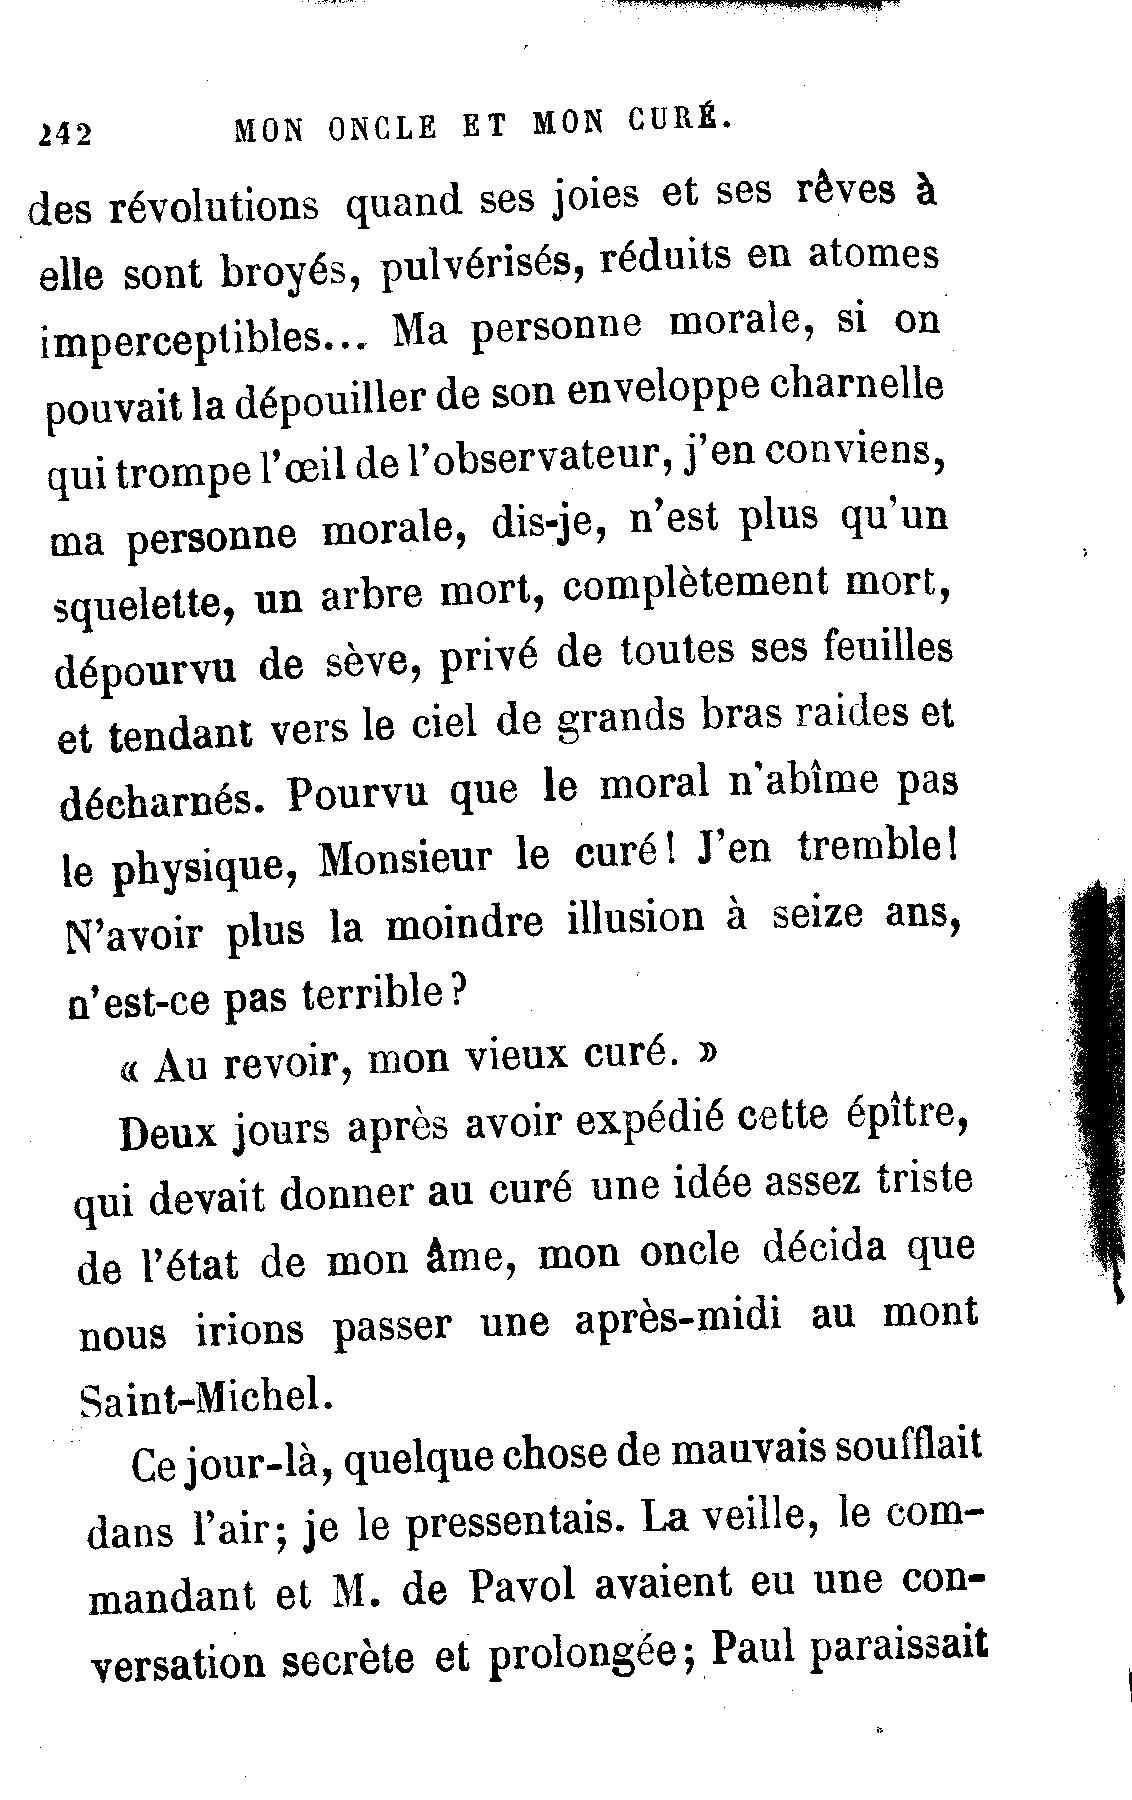 242 MON ONCLE ET MON CURÉ.
des révolutions quand ses joies et ses rêves à
elle sont broyés, pulvérisés, réduits en atomes
imperceptibles... Ma personne morale, si on
pouvait la dépouiller de son enveloppe charnelle
qui trompe l'œil de l'observateur, j'en conviens,
ma personne morale, dis-je, n'est plus qu'un
squelette, un arbre mort, complètement mort,
dépourvu de sève, privé de toutes ses feuilles
et tendant vers le ciel de grands bras raides et
décharnés. Pourvu que le moral n'abîme pas
le physique, Monsieur le curé! J'en tremble!
N'avoir plus la moindre illusion à seize ans,
n'est-ce pas terrible?
« Au revoir, mon vieux curé. »
Deux jours après avoir expédié cette épître,
qui devait donner au curé une idée assez triste
de l'état de mon âme, mon oncle décida que
nous irions passer une après-midi au mont
Saint-Michel.
Ce jour-là, quelque chose de mauvais soufflait
dans l'air; je le pressentais. La veille, le com-
mandant et M. de Pavol avaient eu une con-
versation secrète et prolongée; Paul paraissait